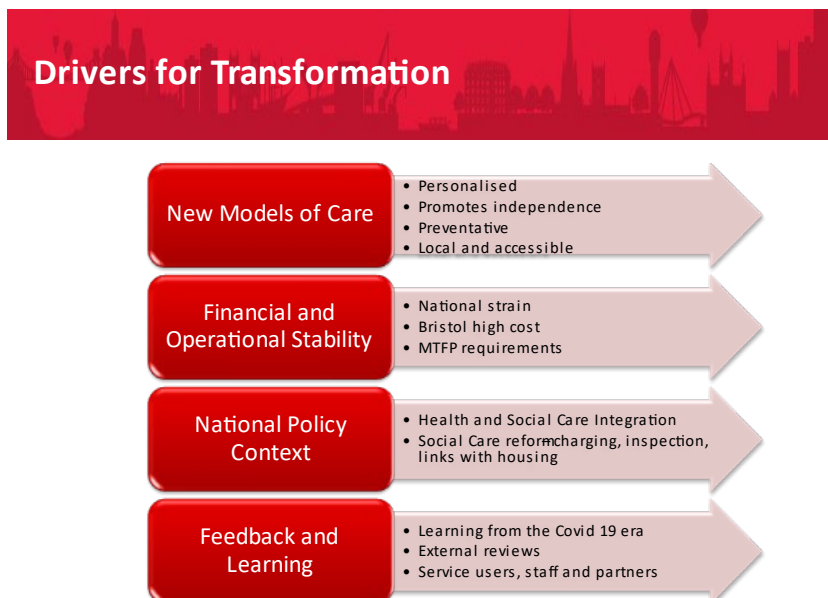 Drivers for Transformation
New Models of Care
• Personalised
• Promotes independence
• Preventative
• Local and accessible
Financial and
Operational Stability
• National strain
• Bristol high cost
• MTFP requirements
National Policy
Context
• Health and Social Care Integration
• Social Care reform–charging, inspection,
links with housing
Feedback and
Learning
• Learning from the Covid 19 era
• External reviews
• Service users, staff and partners